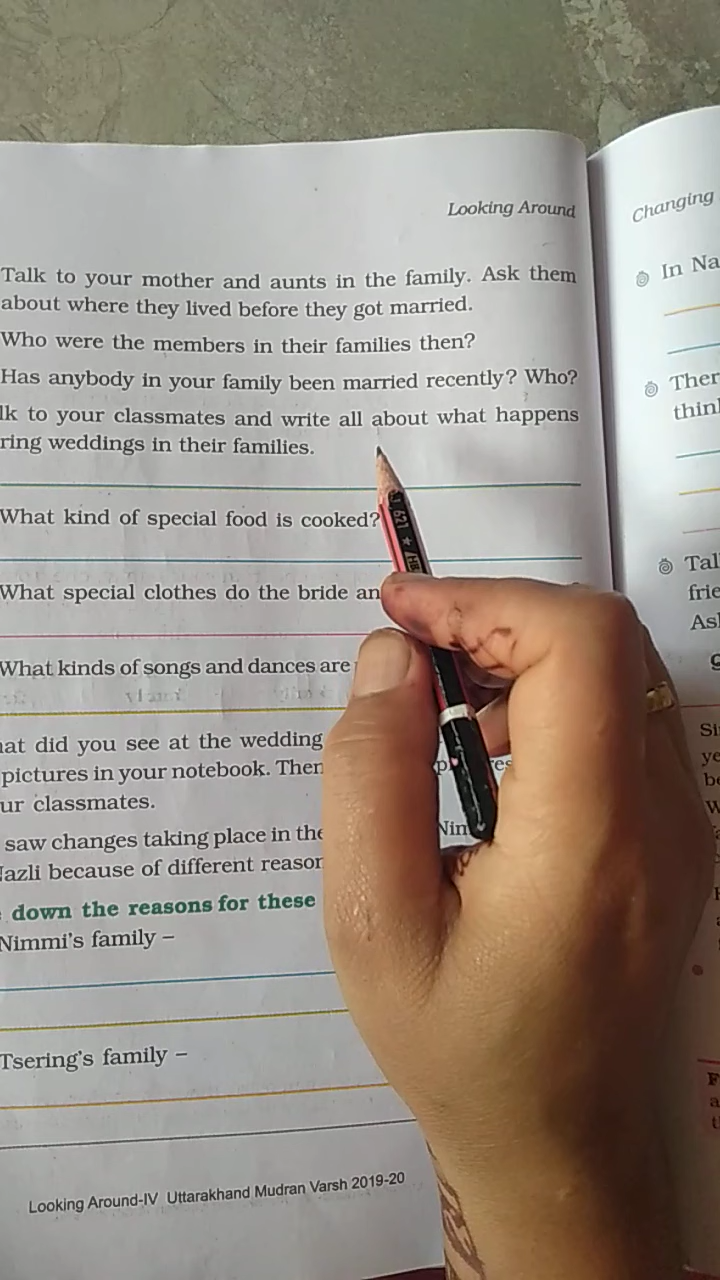 Looking Around
Talk to your mother and aunts in the family. Ask them
about where they lived before they got married.
Who were the members in their families then?
Has anybody in your family been married recently? Who?
lk to your classmates and write all about what happens
ring weddings in their families.
What kind of special food is cooked?
What special clothes do the bride an
What kinds of songs and dances are
hat did you see at the wedding
pictures in your notebook. Then
ur classmates.
saw changes taking place in the Nim
Nazli because of different reason
down the reasons for these
Nimmi's family –
Tsering's family –
Looking Around-IV Uttarakhand Mudran Varsh 2019-20
621
Changing
In Na
Ther
thin
Tal
frie
As